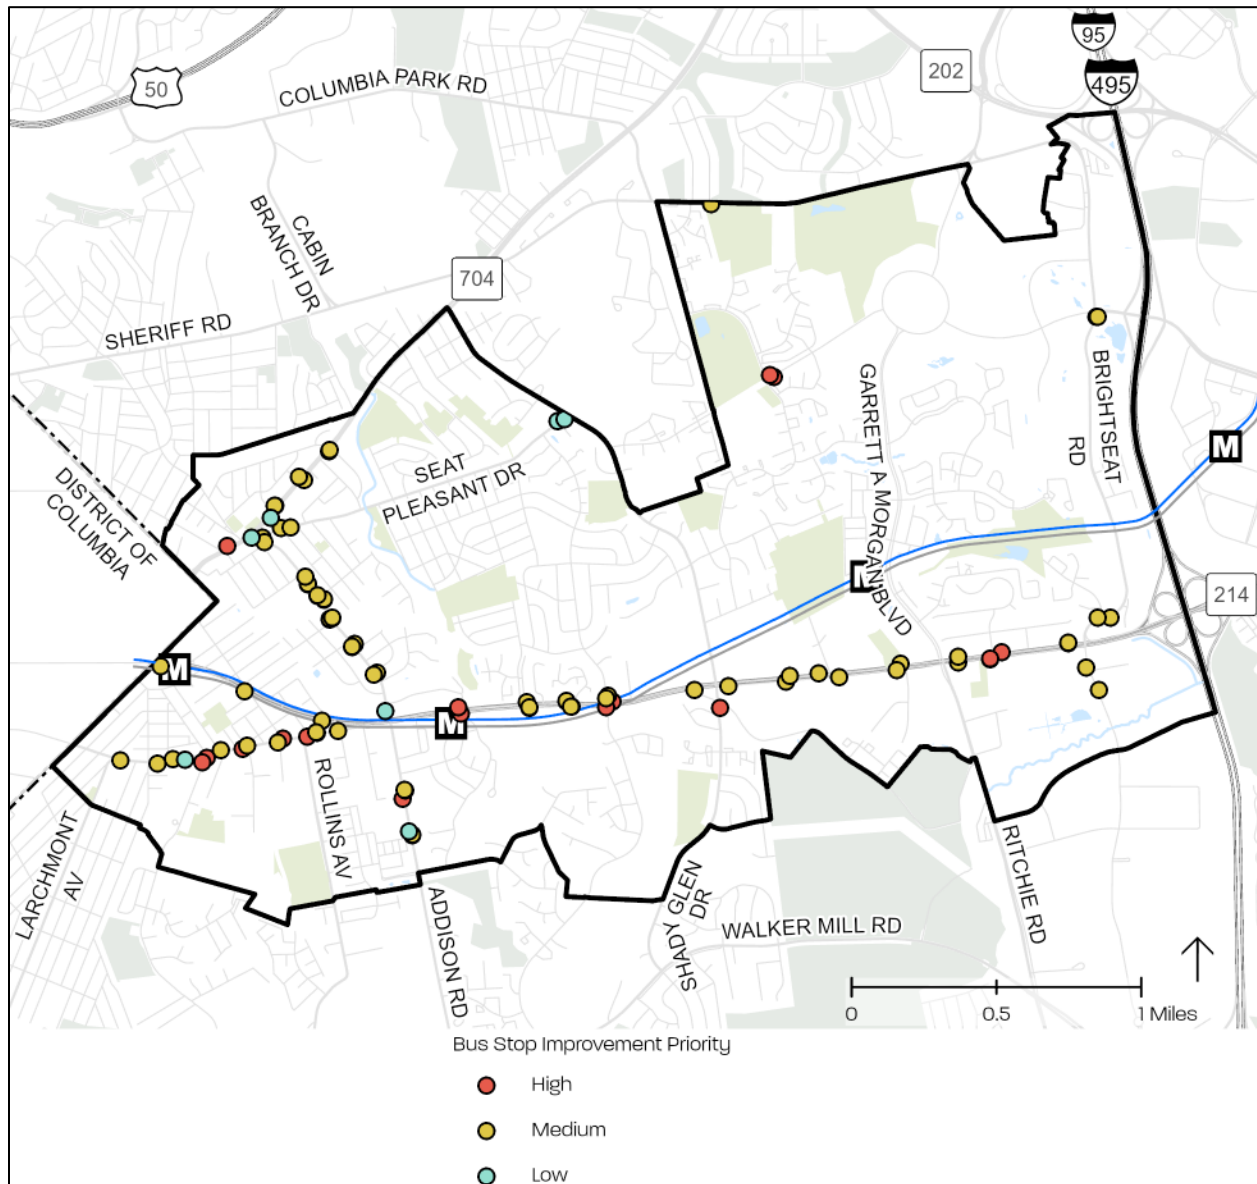 95
495
50
202
COLUMBIA PARK RD
CABIN
BRANCH DR
704
SHERIFF RD
DISTRICT OF
COLUMBIA
SEAT
PLEASANT DR
GARRETT A MORGAN BLVD
BRIGHTSEAT
RD
M
M
M
M
214
ROLLINS AV
LARCHMONT
AV
ADDISON RD
SHADY GLEN
DR
WALKER MILL RD
RITCHIE RD
0 0.5 1 Miles
Bus Stop Improvement Priority
High
Medium
Low